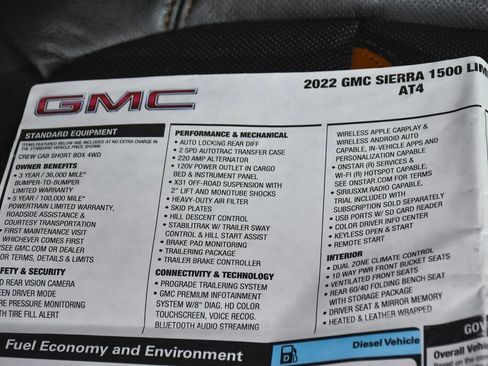 GMC
2022 GMC SIERRA 1500 LIM
AT4
STANDARD EQUIPMENT
ITEMS FEATURED BELOW ARE INCLUDED AT NO EXTRA CHARGE IN
THE STANDARD VEHICLE PRICE SHOWN
CREW CAB SHORT BOX 4WD
OWNER BENEFITS
• 3 YEAR / 36,000 MILE*
BUMPER-TO-BUMPER
LIMITED WARRANTY
• 5 YEAR / 100,000 MILE*
POWERTRAIN LIMITED WARRANTY,
ROADSIDE ASSISTANCE &
COURTESY TRANSPORTATION
• FIRST MAINTENANCE VISIT
WHICHEVER COMES FIRST
SEE GMC.COM OR DEALER
OR TERMS, DETAILS & LIMITS
FETY & SECURITY
D REAR VISION CAMERA
EEN DRIVER MODE
RE PRESSURE MONITORING
TH TIRE FILL ALERT
PERFORMANCE & MECHANICAL
• AUTO LOCKING REAR DIFF
• 2 SPD AUTOTRAC TRANSFER CASE
• 220 AMP ALTERNATOR
• 120V POWER OUTLET IN CARGO
BED & INSTRUMENT PANEL
• X31 OFF-ROAD SUSPENSION WITH
2" LIFT AND MONOTUBE SHOCKS
• HEAVY-DUTY AIR FILTER
• SKID PLATES
• HILL DESCENT CONTROL
• STABILITRAK W/ TRAILER SWAY
CONTROL & HILL START ASSIST
• BRAKE PAD MONITORING
• TRAILERING PACKAGE
• TRAILER BRAKE CONTROLLER
CONNECTIVITY & TECHNOLOGY
• PROGRADE TRAILERING SYSTEM
• GMC PREMIUM INFOTAINMENT
SYSTEM W/8" DIAG. HD COLOR
TOUCHSCREEN, VOICE RECOG.
BLUETOOTH AUDIO STREAMING
WIRELESS APPLE CARPLAY &
WIRELESS ANDROID AUTO
CAPABLE, IN-VEHICLE APPS AND
PERSONALIZATION CAPABLE
• ONSTAR (R) SERVICES &
WI-FI (R) HOTSPOT CAPABLE;
SEE ONSTAR.COM FOR TERMS
• SIRIUSXM RADIO CAPABLE.
TRIAL INCLUDED WITH
SUBSCRIPTION SOLD SEPARATELY
• USB PORTS W/ SD CARD READER
• COLOR DRIVER INFO CENTER
• KEYLESS OPEN & START
• REMOTE START
INTERIOR
• DUAL ZONE CLIMATE CONTROL
• 10 WAY PWR FRONT BUCKET SEATS
• VENTILATED FRONT SEATS
• REAR 60/40 FOLDING BENCH SEAT
WITH STORAGE PACKAGE
• DRIVER SEAT & MIRROR MEMORY
• HEATED & LEATHER WRAPPED
Fuel Economy and Environment
D
Diesel Vehicle
GOV
Overall Vehi